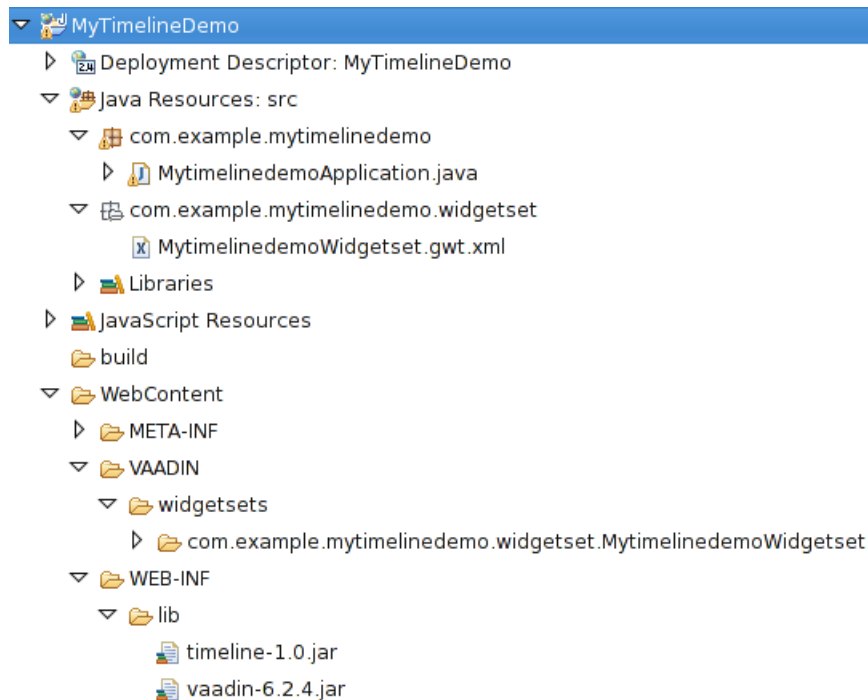 MyTimelineDemo
2.4 Deployment Descriptor: MyTimelineDemo
Java Resources: src
com.example.mytimelinedemo
J MytimelinedemoApplication.java
com.example.mytimelinedemo.widgetset
X MytimelinedemoWidgetset.gwt.xml
Libraries
JavaScript Resources
build
WebContent
META-INF
VAADIN
widgetsets
com.example.mytimelinedemo.widgetset.MytimelinedemoWidgetset
WEB-INF
lib
timeline-1.0.jar
vaadin-6.2.4.jar